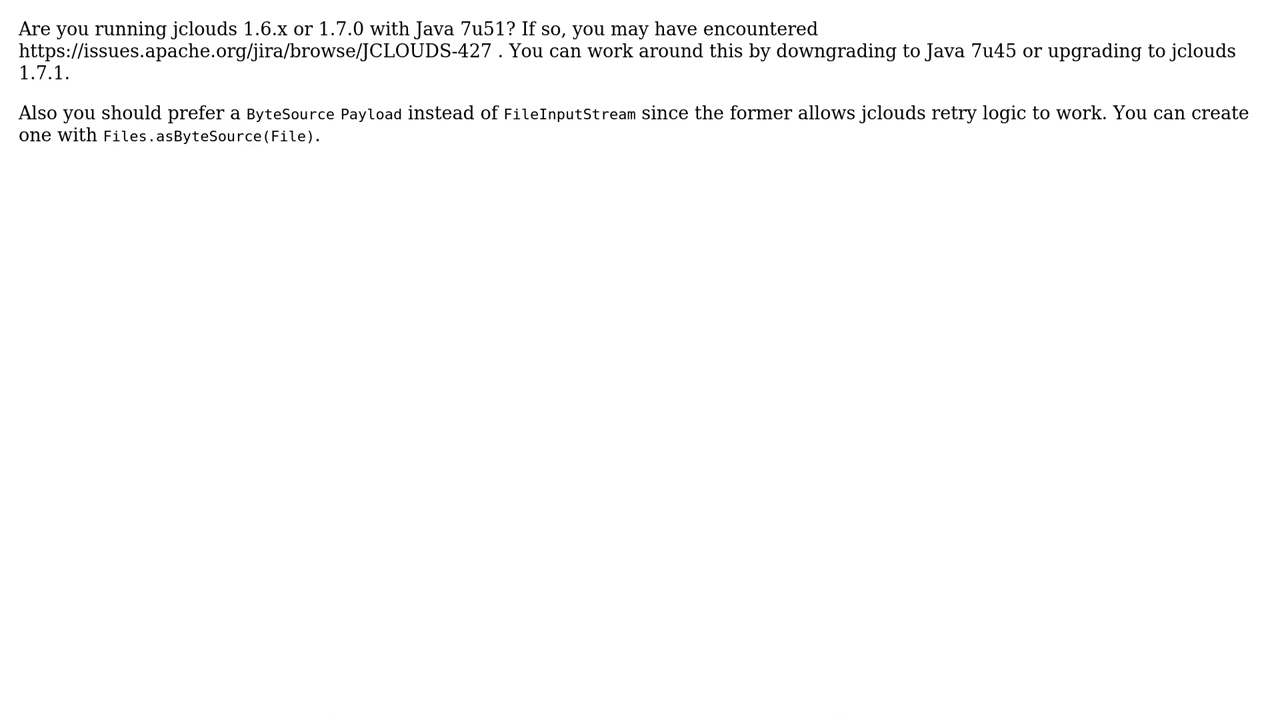 Are you running jclouds 1.6.x or 1.7.0 with Java 7u51? If so, you may have encountered
https://issues.apache.org/jira/browse/JCLOUDS-427 . You can work around this by downgrading to Java 7u45 or upgrading to jclouds
1.7.1.
Also you should prefer a ByteSource Payload instead of FileInputStream since the former allows jclouds retry logic to work. You can create
one with Files.asByteSource(File).